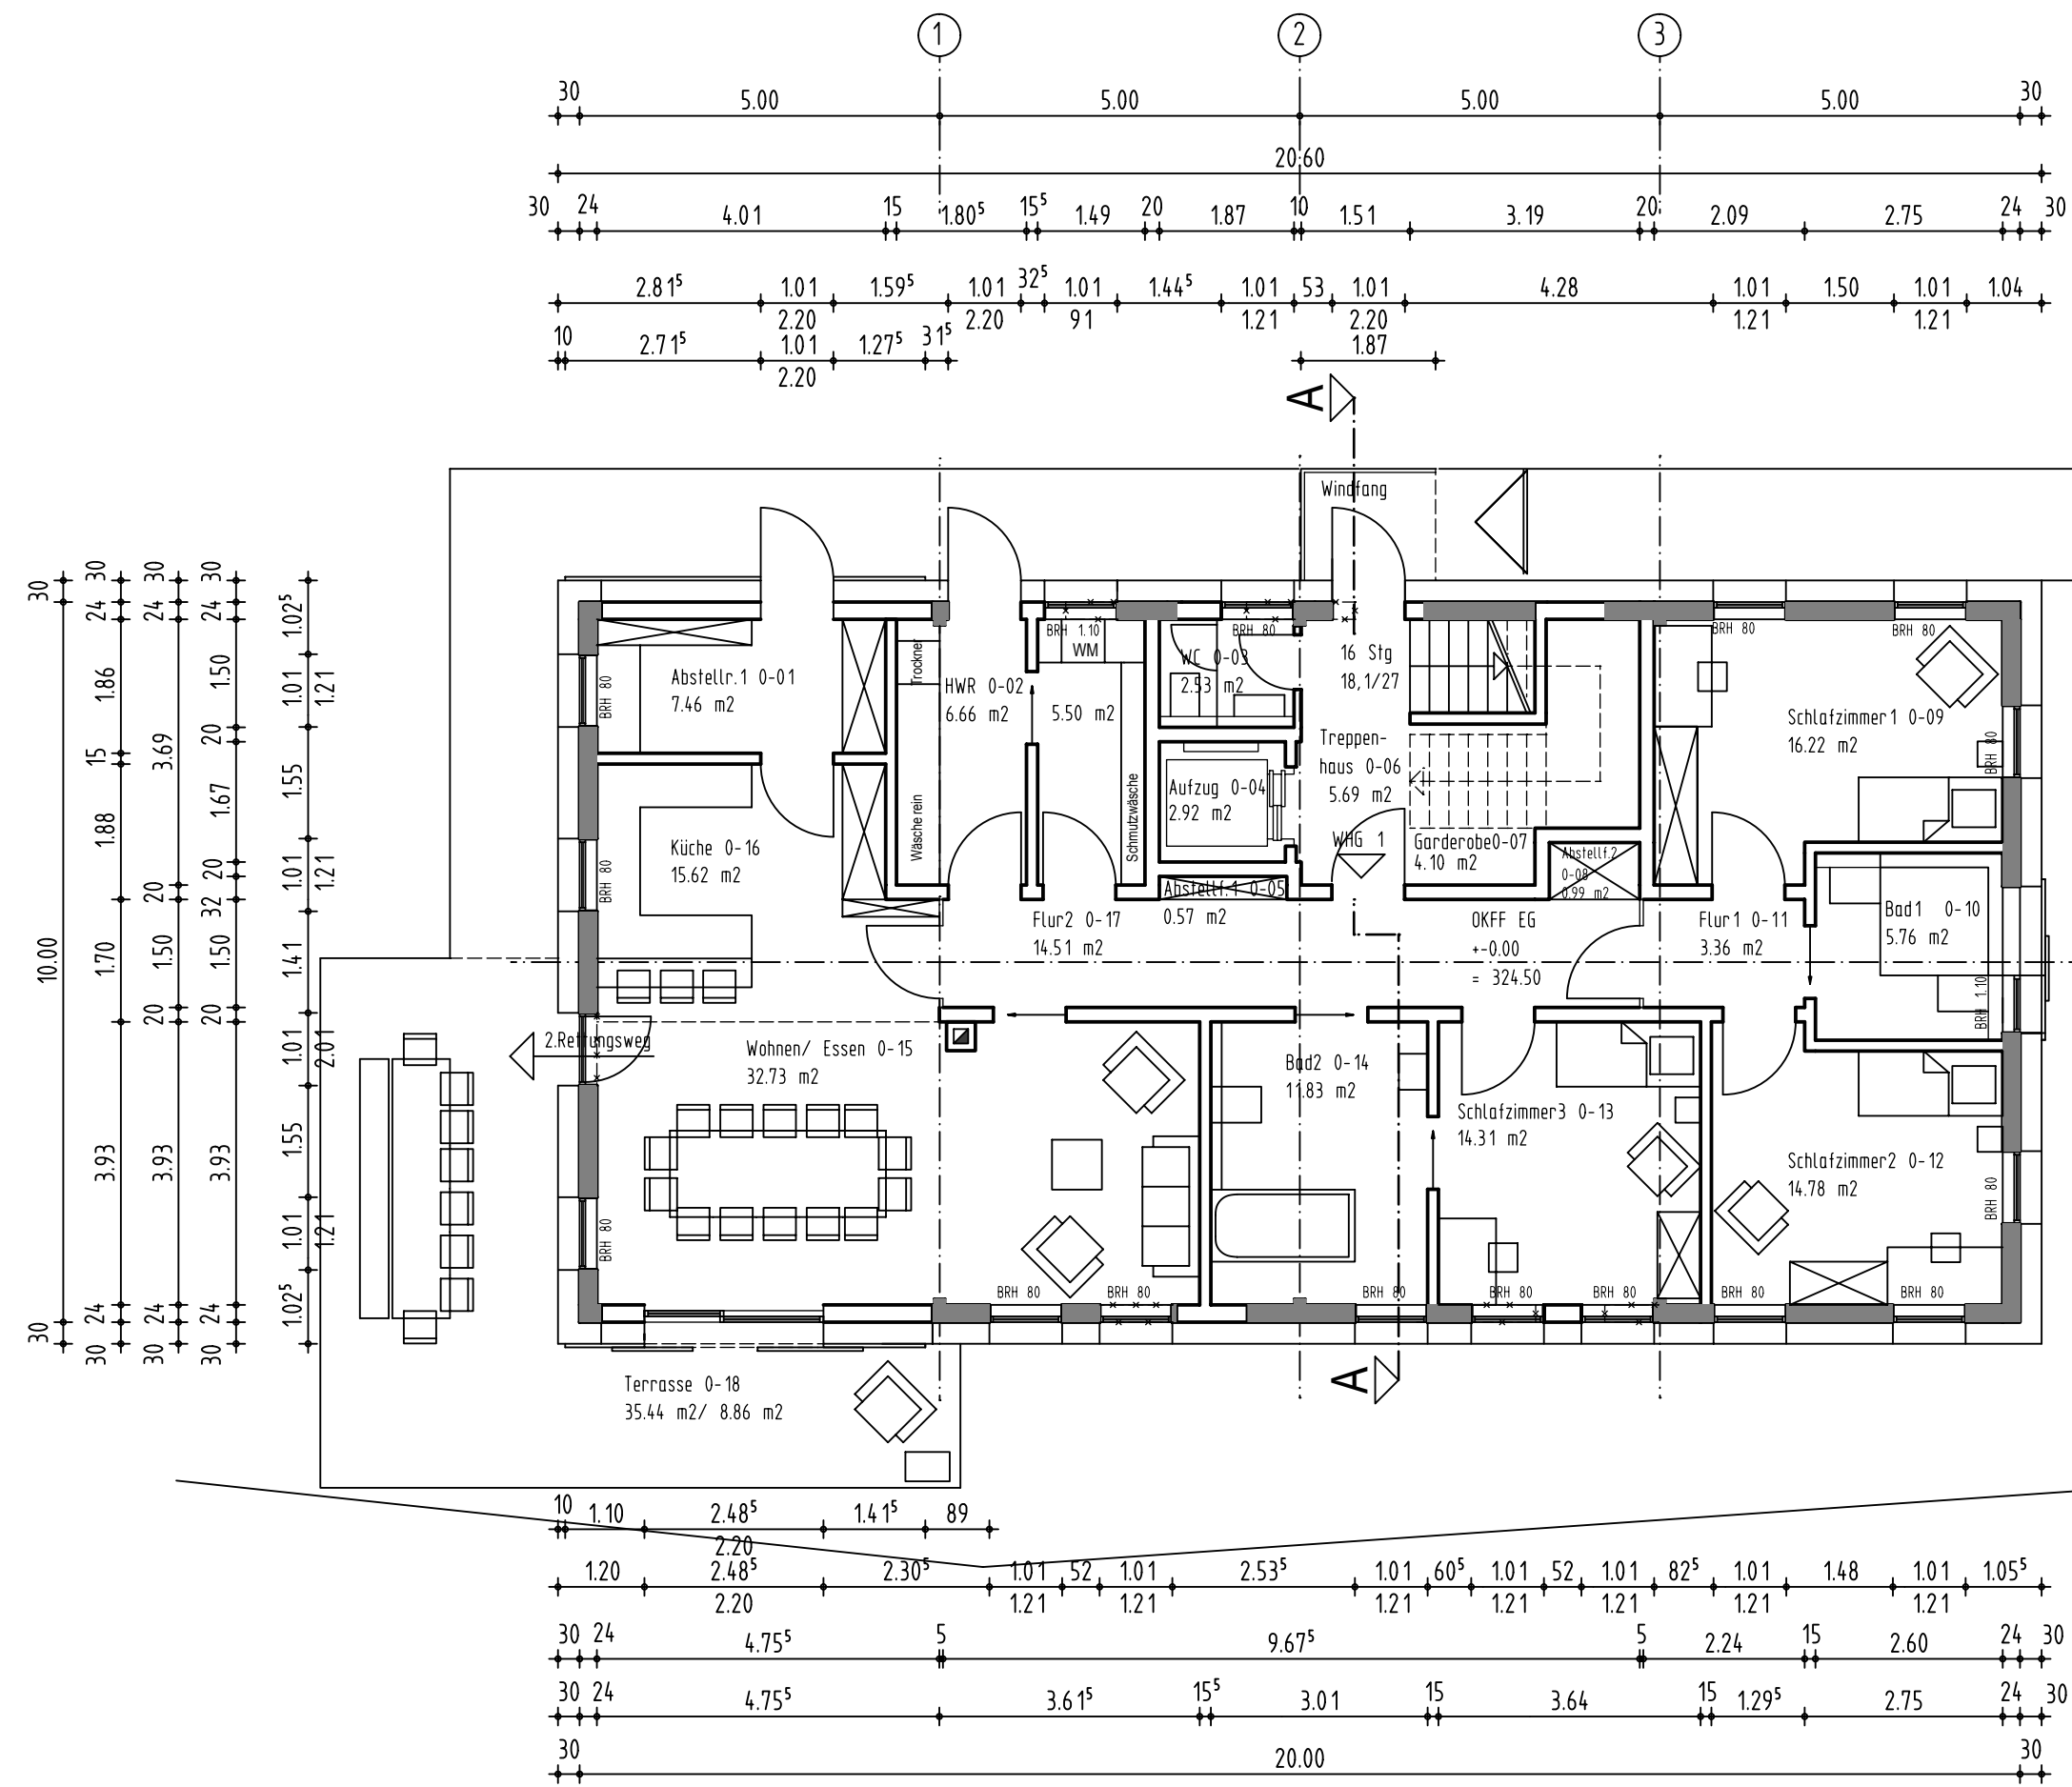 1 2 3
30 5.00 5.00 5.00 5.00 30
20.60
30 24 4.01 15 1.80⁵ 15⁵ 1.49 20 1.87 10 1.51 3.19 20 2.09 2.75 24 30
2.81⁵ 1.01 1.59⁵ 1.01 32⁵ 1.01 1.44⁵ 1.01 53 1.01 4.28 1.01 1.50 1.01 1.04
2.20 2.20 91 1.21 2.20 1.21 1.21
10 2.71⁵ 1.01 1.27⁵ 31⁵ 1.87
2.20
A
Windfang
30 10.00 30
30 24 1.86 15 1.88 1.70 3.93 24 30
30 24 3.69 20 1.50 20 3.93 24 30
30 24 1.50 20 1.67 20 32 1.50 20 3.93 24 30
1.02⁵ 1.01 1.55 1.01 1.41 1.01 1.55 1.01 1.02⁵
1.21 1.21 2.01 1.21
BRH 1.10
WM
BRH 80
BRH 80
BRH 80
BRH 80
Abstellr.1 0-01
7.46 m2
Trockner
Wäsche rein
HWR 0-02
6.66 m2
5.50 m2
Schmutzwäsche
WC 0-03
2.53 m2
16 Stg
18,1/27
Treppen-
haus 0-06
5.69 m2
Aufzug 0-04
2.92 m2
WHG 1
Garderobe0-07
4.10 m2
Abstellf.2
0-08
0.99 m2
Schlafzimmer1 0-09
16.22 m2
BRH 80
Küche 0-16
15.62 m2
BRH 80
Abstellf.1 0-05
0.57 m2
Flur2 0-17
14.51 m2
OKFF EG
+-0.00
= 324.50
Flur1 0-11
3.36 m2
Bad1 0-10
5.76 m2
BRH 1.10
2.Rettungsweg
Wohnen/ Essen 0-15
32.73 m2
Bad2 0-14
11.83 m2
Schlafzimmer3 0-13
14.31 m2
Schlafzimmer2 0-12
14.78 m2
BRH 80
BRH 80
BRH 80
BRH 80
BRH 80
BRH 80
BRH 80
BRH 80
BRH 80
A
Terrasse 0-18
35.44 m2/ 8.86 m2
10 1.10 2.48⁵ 1.41⁵ 89
2.20
1.20 2.48⁵ 2.30⁵ 1.01 52 1.01 2.53⁵ 1.01 60⁵ 1.01 52 1.01 82⁵ 1.01 1.48 1.01 1.05⁵
2.20 1.21 1.21 1.21 1.21 1.21 1.21 1.21
30 24 4.75⁵ 5 9.67⁵ 5 2.24 15 2.60 24 30
30 24 4.75⁵ 3.61⁵ 15⁵ 3.01 15 3.64 15 1.29⁵ 2.75 24 30
30 20.00 30